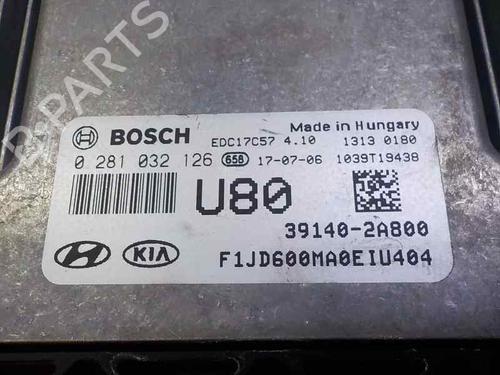 BOSCH
EDC17C57 4.10
Made in Hungary
1313 0180
0 281 032 126 658 17-07-06 1039T19438
U80
39140-2A800
KIA
F1JD600MA0EIU404
B-PARTS